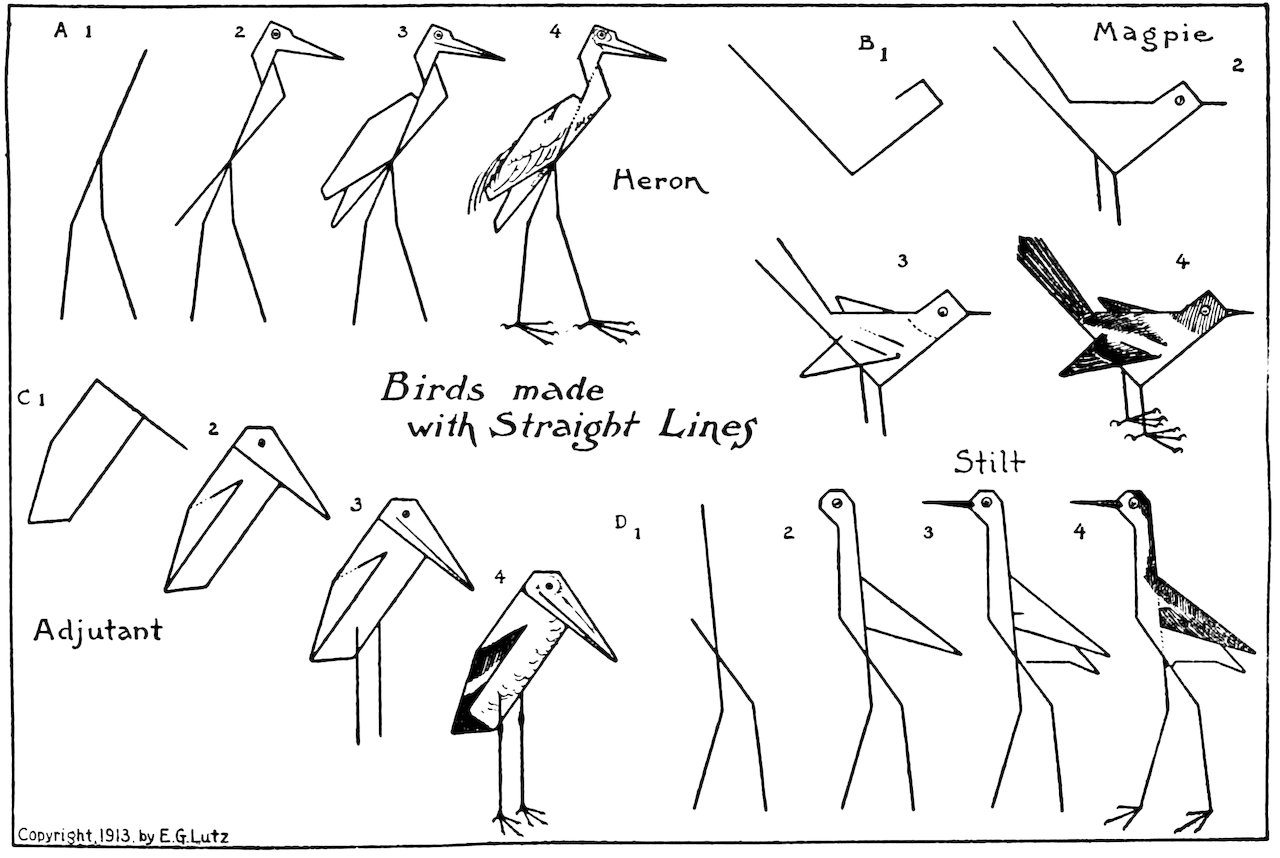 A 1
2
3
4
Heron
B 1
Magpie
2
3
4
Birds made
with Straight Lines
C 1
2
3
4
Adjutant
Stilt
D 1
2
3
4
Copyright, 1913. by E.G. Lutz